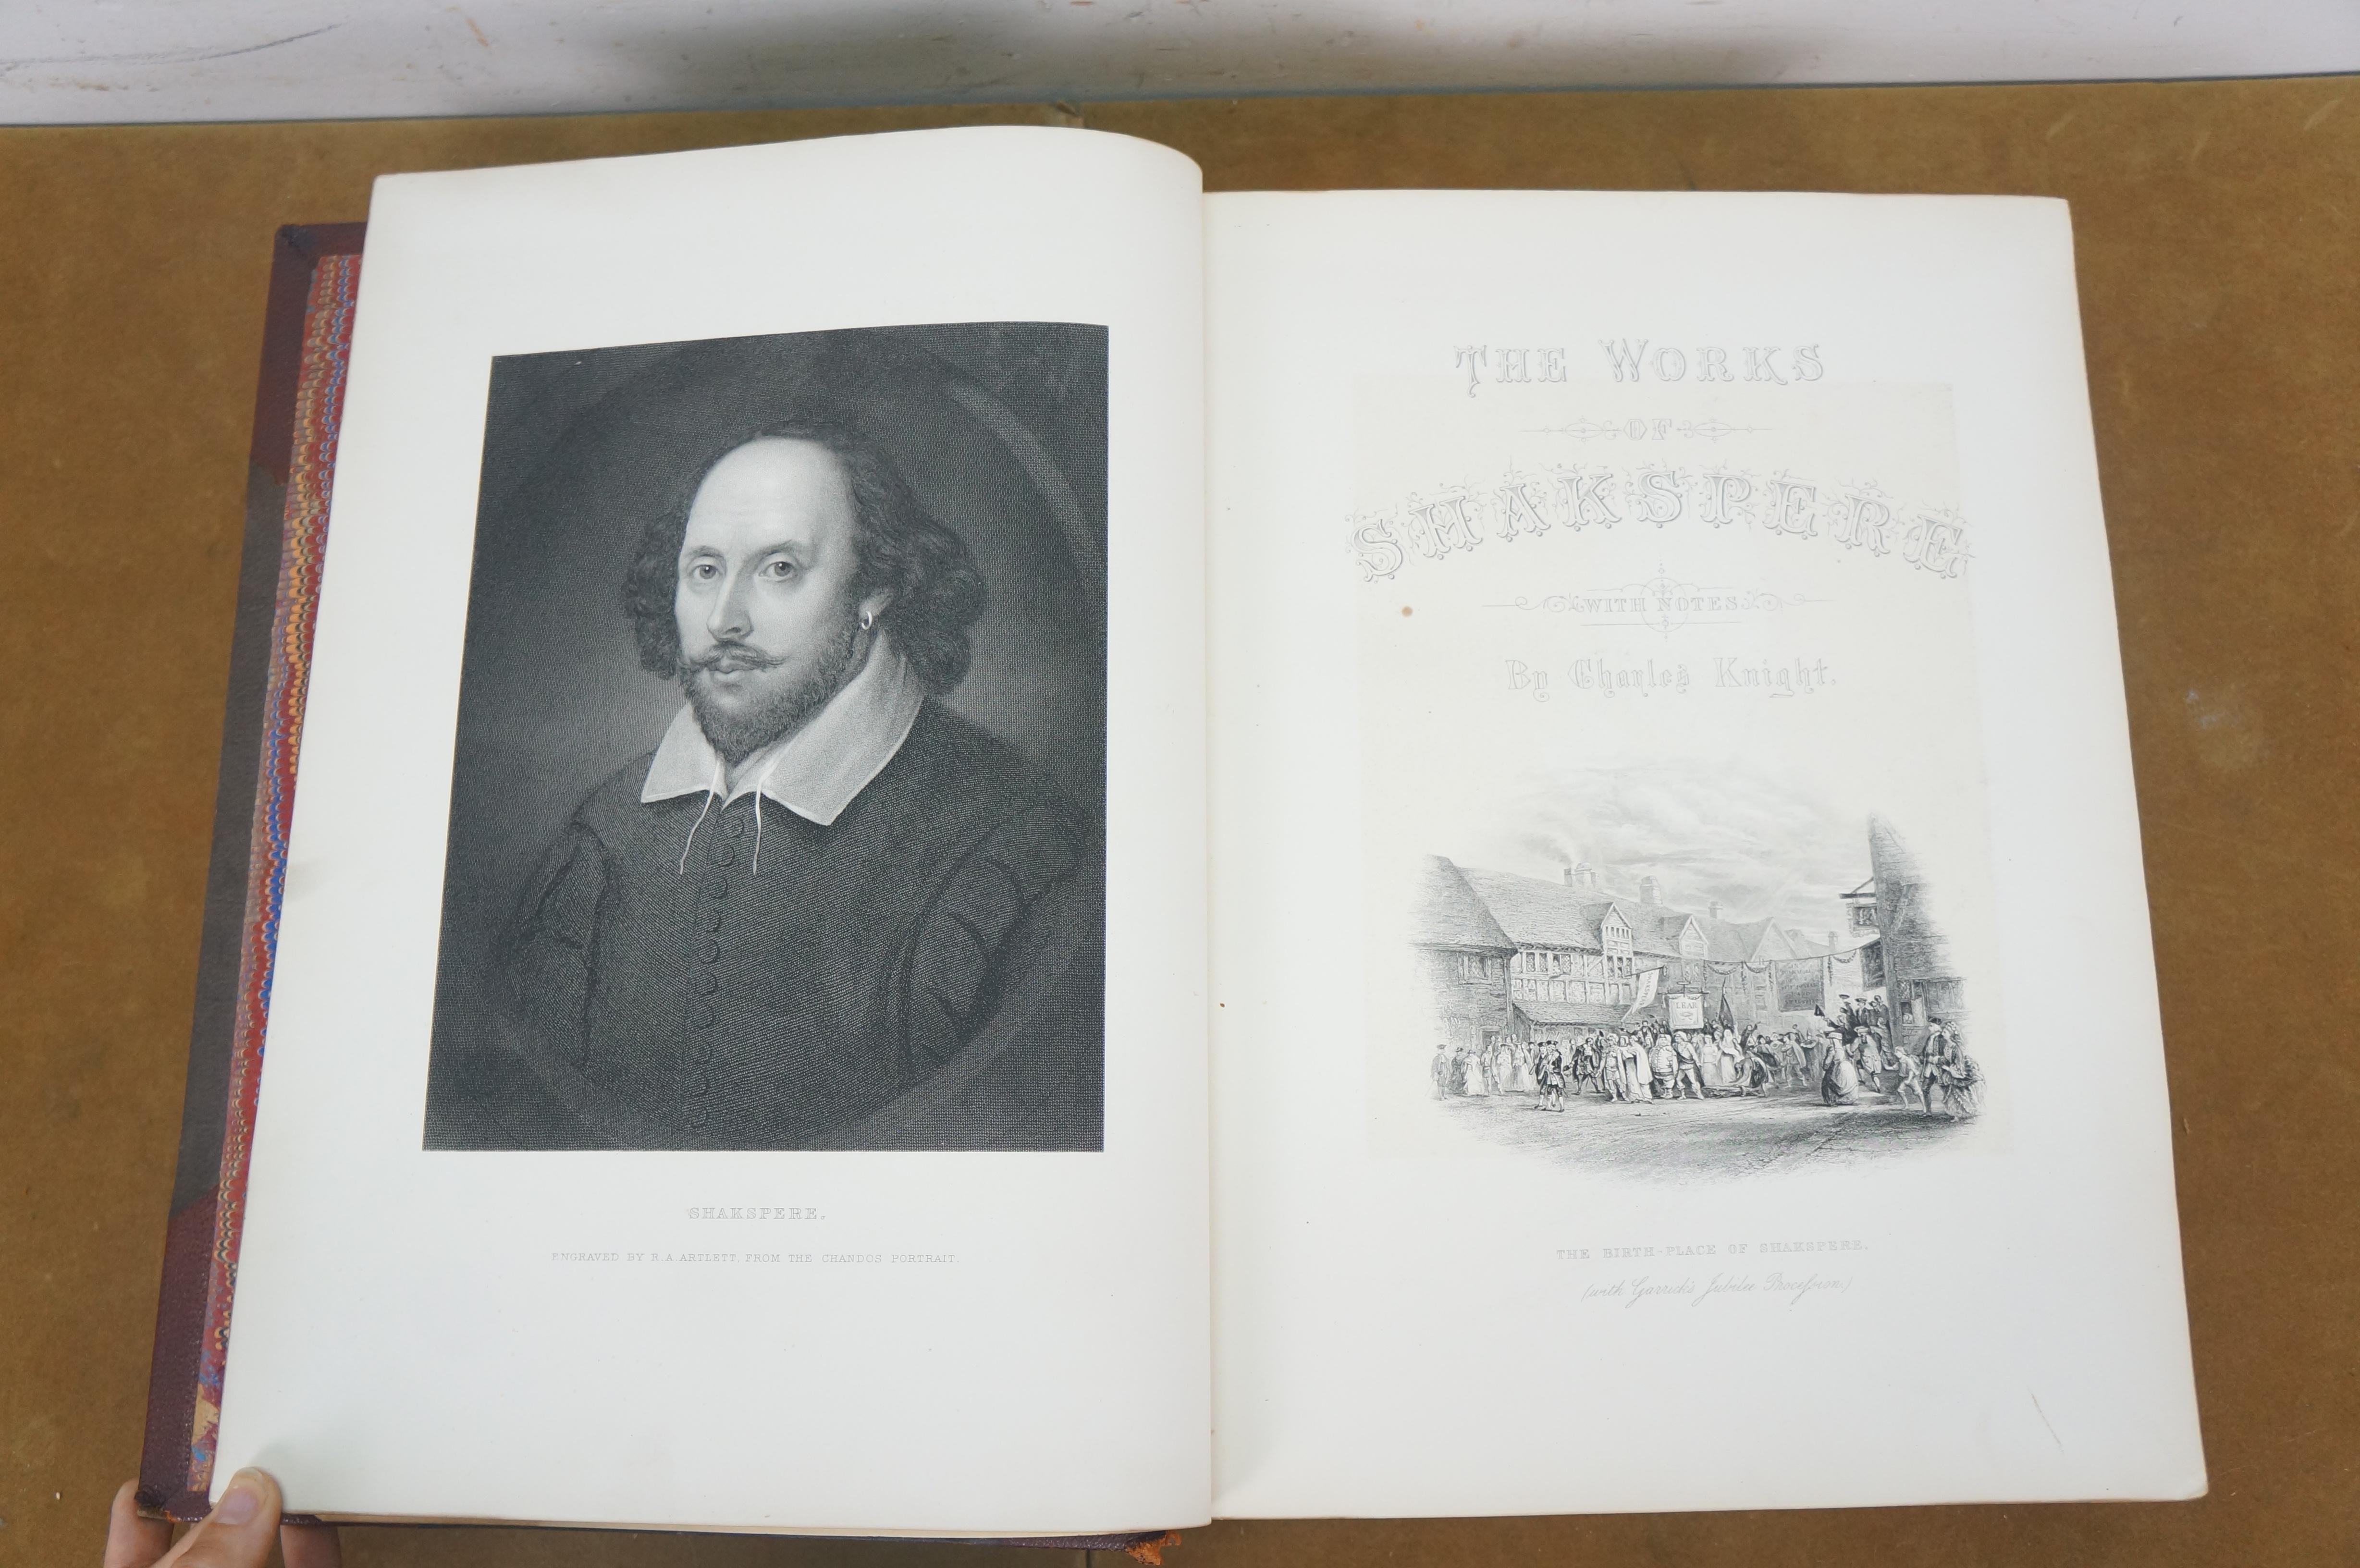 SHAKSPERE.
ENGRAVED BY R. A. ARTLETT, FROM THE CHANDOS PORTRAIT.
THE WORKS
OF
SHAKSPERE
WITH NOTES
By Charles Knight.
LEAR
THE BIRTH-PLACE OF SHAKSPERE,
(with Garrick's Jubilee Procession.)